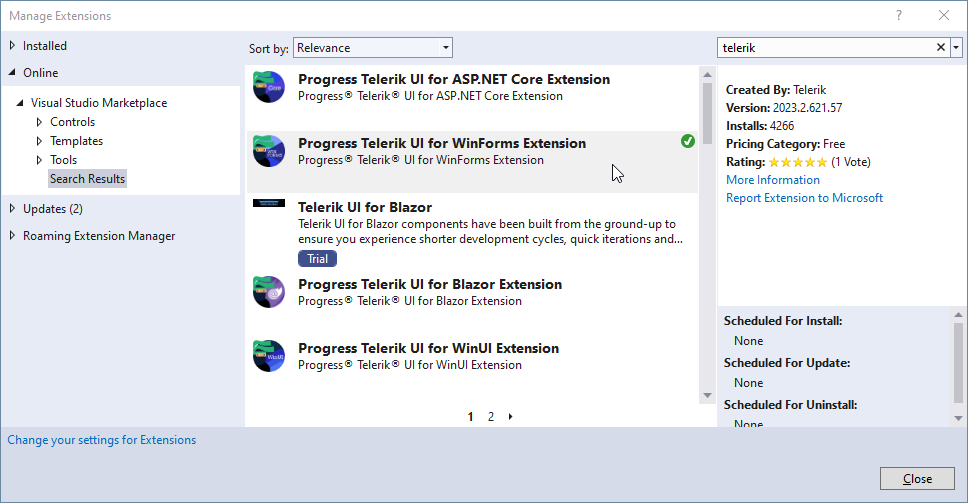 Manage Extensions
?
Installed
Online
Visual Studio Marketplace
Controls
Templates
Tools
Search Results
Updates (2)
Roaming Extension Manager
Sort by: Relevance
Progress Telerik UI for ASP.NET Core Extension
Progress® Telerik® UI for ASP.NET Core Extension
Progress Telerik UI for WinForms Extension
Progress® Telerik® UI for WinForms Extension
Telerik UI for Blazor
Telerik UI for Blazor components have been built from the ground-up to
ensure you experience shorter development cycles, quick iterations and...
Trial
Progress Telerik UI for Blazor Extension
Progress® Telerik® UI for Blazor Extension
Progress Telerik UI for WinUI Extension
Progress® Telerik® UI for WinUI Extension
1 2
telerik
Created By: Telerik
Version: 2023.2.621.57
Installs: 4266
Pricing Category: Free
Rating: (1 Vote)
More Information
Report Extension to Microsoft
Scheduled For Install:
None
Scheduled For Update:
None
Scheduled For Uninstall:
None
Change your settings for Extensions
Close